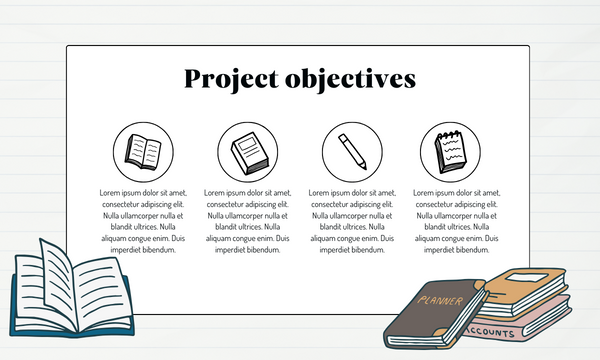 Project objectives
Lorem ipsum dolor sit amet,
consectetur adipiscing elit.
Nulla ullamcorper nulla et
blandit ultrices. Nulla
aliquam congue enim. Duis
imperdiet bibendum.
Lorem ipsum dolor sit amet,
consectetur adipiscing elit.
Nulla ullamcorper nulla et
blandit ultrices. Nulla
aliquam congue enim. Duis
imperdiet bibendum.
Lorem ipsum dolor sit amet,
consectetur adipiscing elit.
Nulla ullamcorper nulla et
blandit ultrices. Nulla
aliquam congue enim. Duis
imperdiet bibendum.
Lorem ipsum dolor sit amet,
consectetur adipiscing elit.
Nulla ullamcorper nulla et
blandit ultrices. Nulla
aliquam congue enim. Duis
imperdiet bibendum.
PLANNER
ACCOUNTS